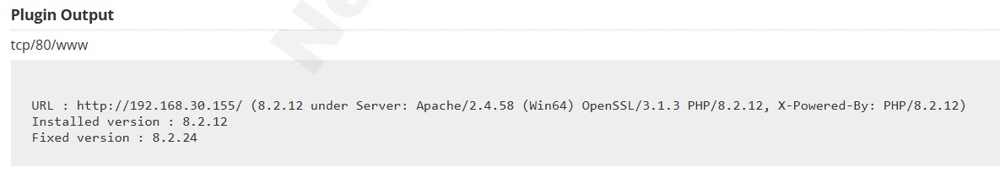 Plugin Output
tcp/80/www
URL : http://192.168.30.155/ (8.2.12 under Server: Apache/2.4.58 (Win64) OpenSSL/3.1.3 PHP/8.2.12, X-Powered-By: PHP/8.2.12)
Installed version : 8.2.12
Fixed version : 8.2.24